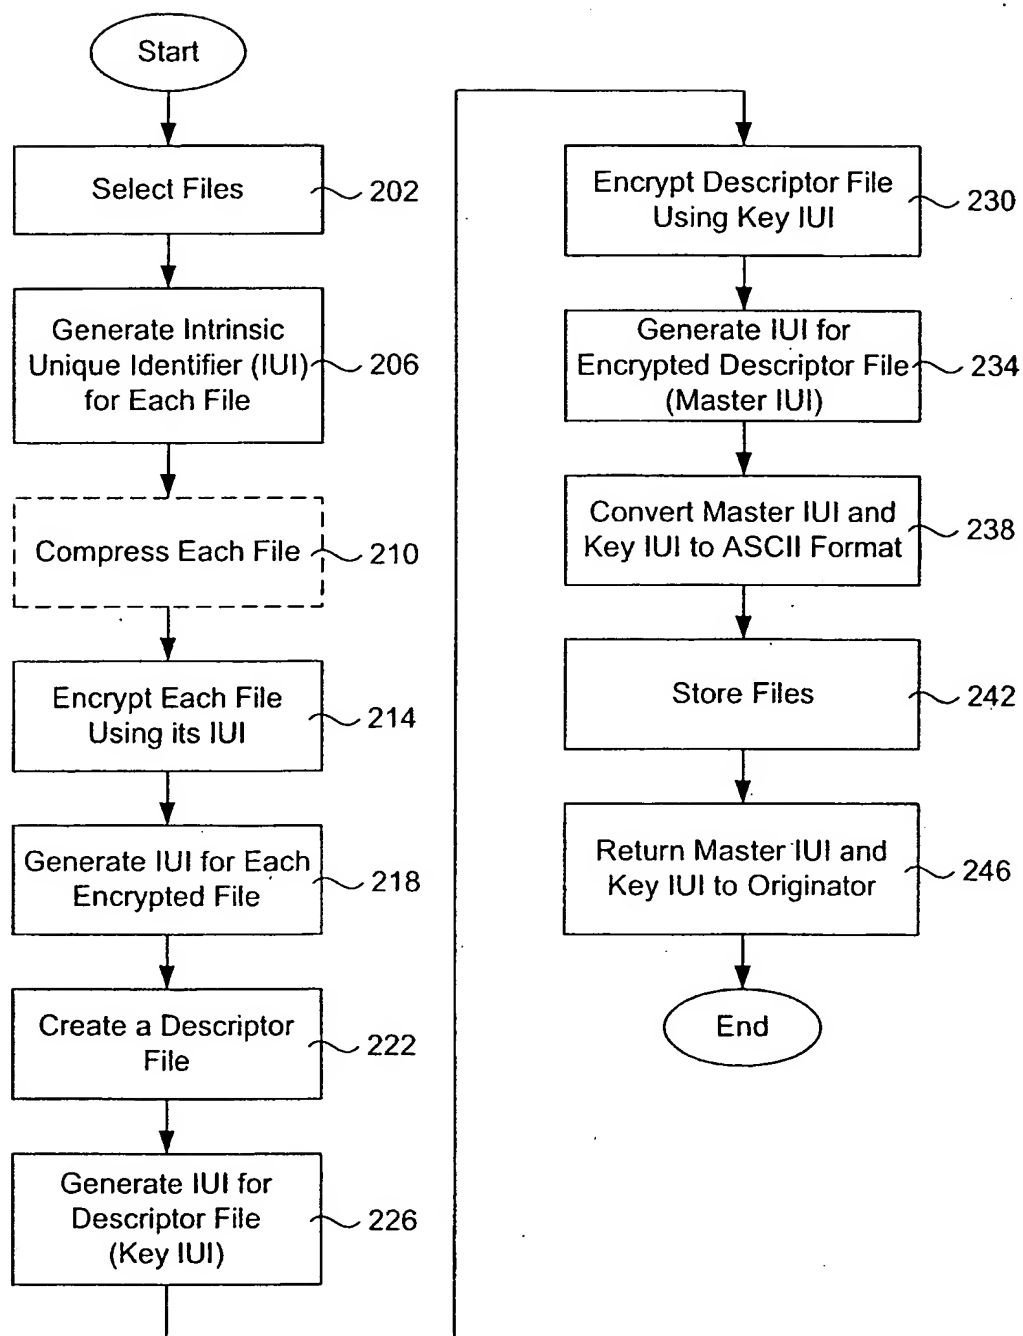 Start
Select Files
202
Generate Intrinsic
Unique Identifier (IUI)
for Each File
206
Compress Each File
210
Encrypt Each File
Using its IUI
214
Generate IUI for Each
Encrypted File
218
Create a Descriptor
File
222
Generate IUI for
Descriptor File
(Key IUI)
226
Encrypt Descriptor File
Using Key IUI
230
Generate IUI for
Encrypted Descriptor File
(Master IUI)
234
Convert Master IUI and
Key IUI to ASCII Format
238
Store Files
242
Return Master IUI and
Key IUI to Originator
246
End